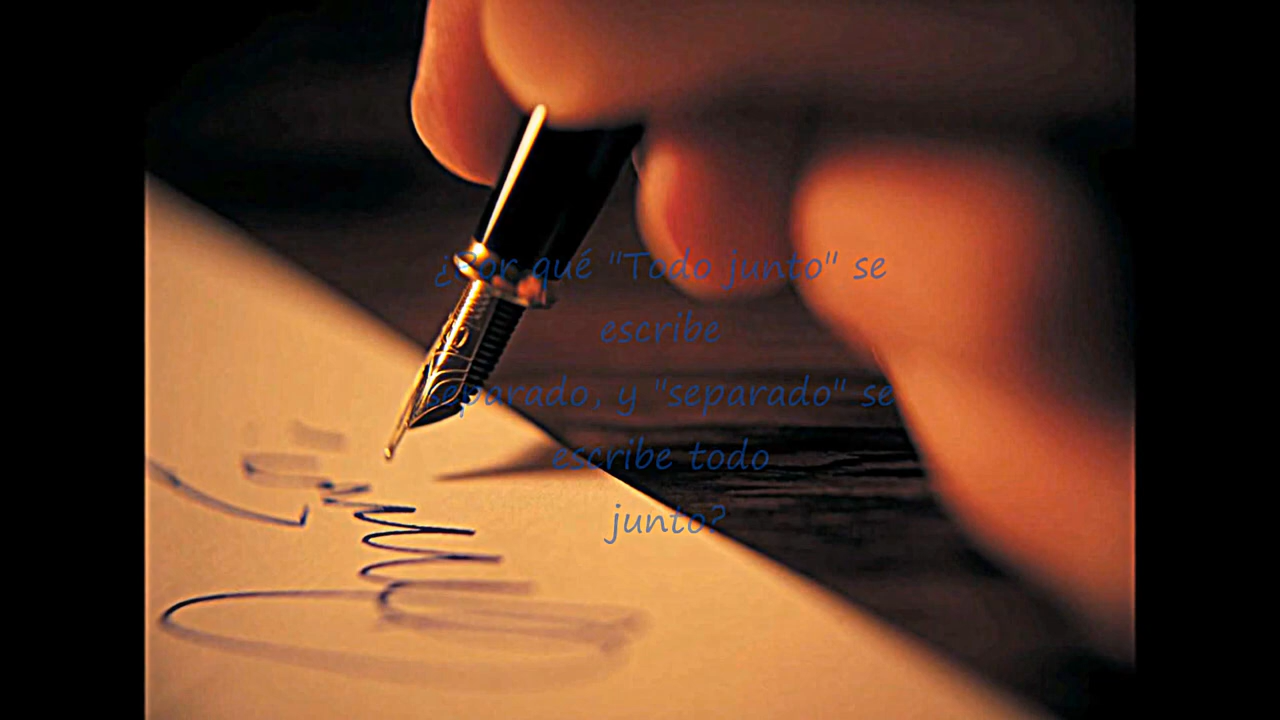 ¿Por qué "Todo junto" se
escribe
separado, y "separado" se
escribe todo
junto?